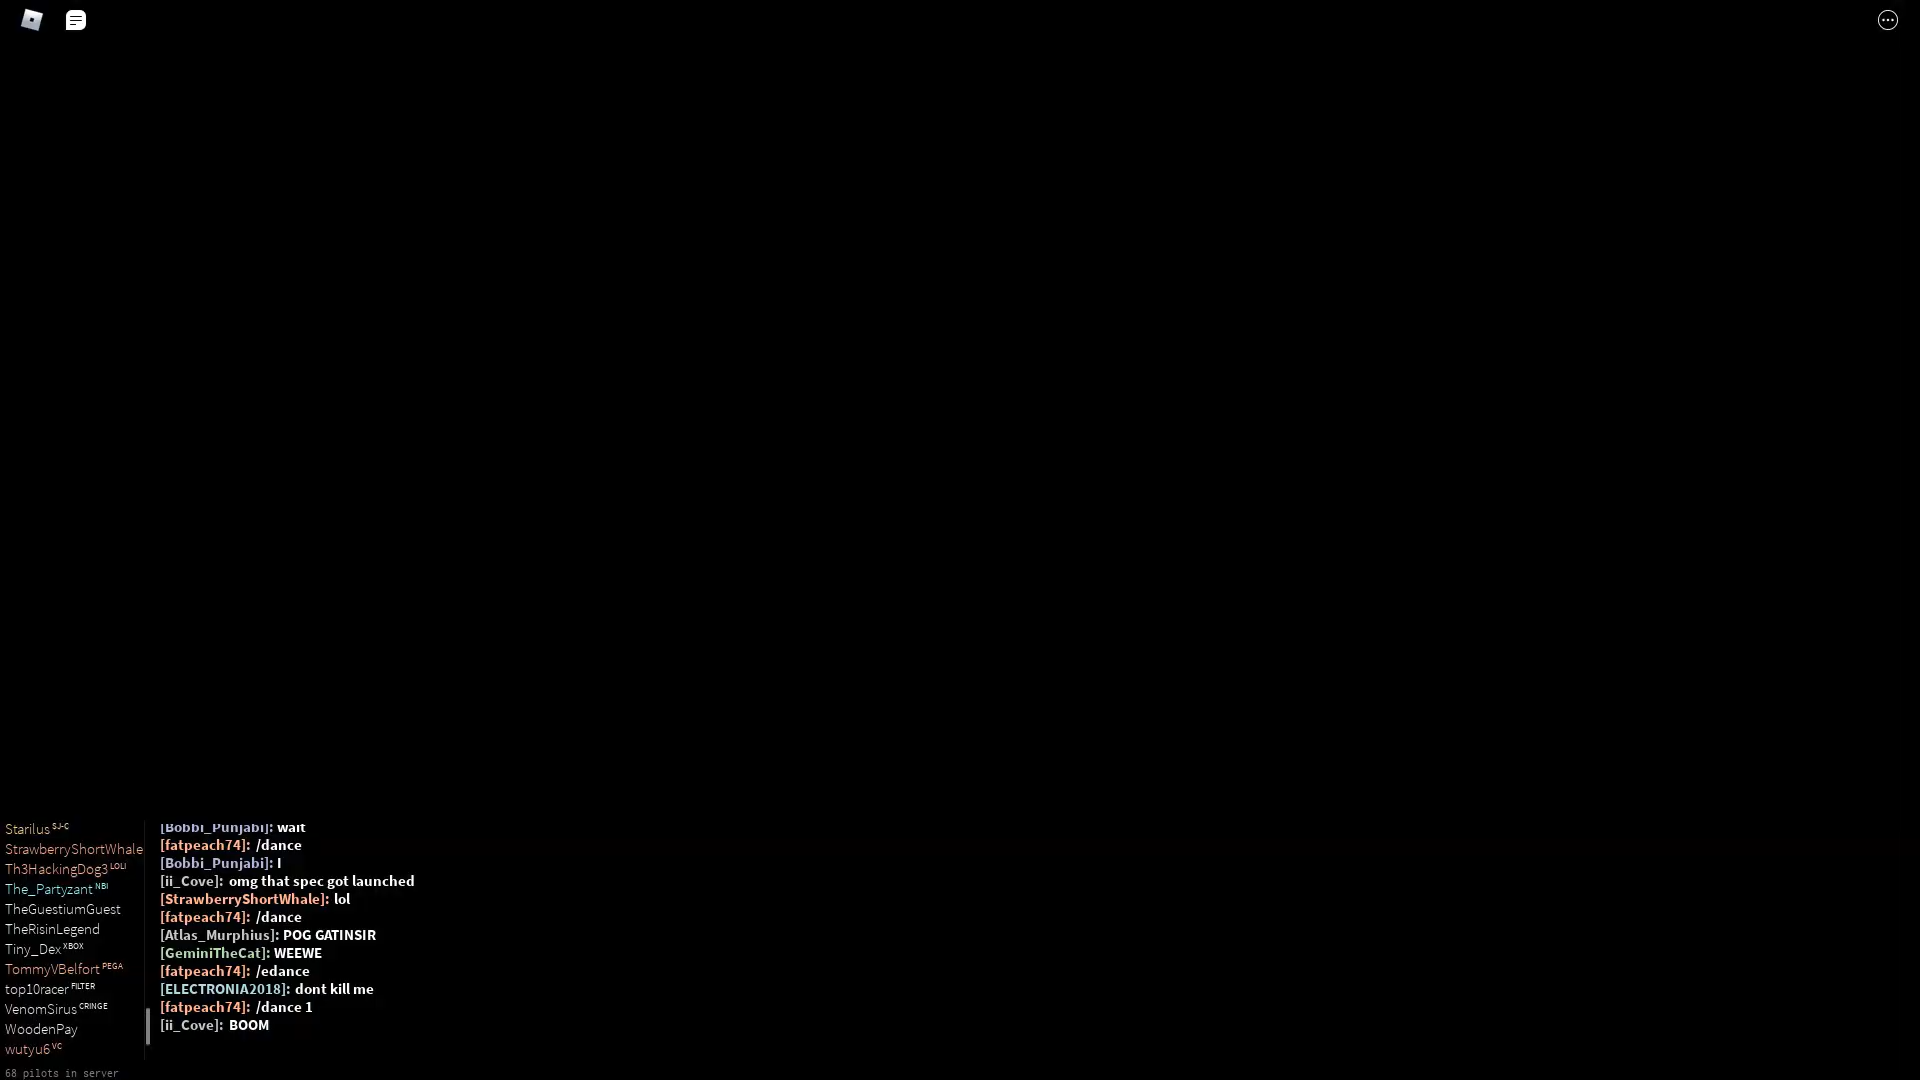 Starilus SJ-C
StrawberryShortWhale
Th3HackingDog3 LOLI
The_Partyzant NBI
TheGuestiumGuest
TheRisinLegend
Tiny_Dex XBOX
TommyVBelfort PEGA
top10racer FILTER
VenomSirus CRINGE
WoodenPay
wutyu6 VC
68 pilots in server
[Bobbi_Punjabi]: wait
[fatpeach74]: /dance
[Bobbi_Punjabi]: I
[ii_Cove]: omg that spec got launched
[StrawberryShortWhale]: lol
[fatpeach74]: /dance
[Atlas_Murphius]: POG GATINSIR
[GeminiTheCat]: WEEWE
[fatpeach74]: /edance
[ELECTRONIA2018]: dont kill me
[fatpeach74]: /dance 1
[ii_Cove]: BOOM